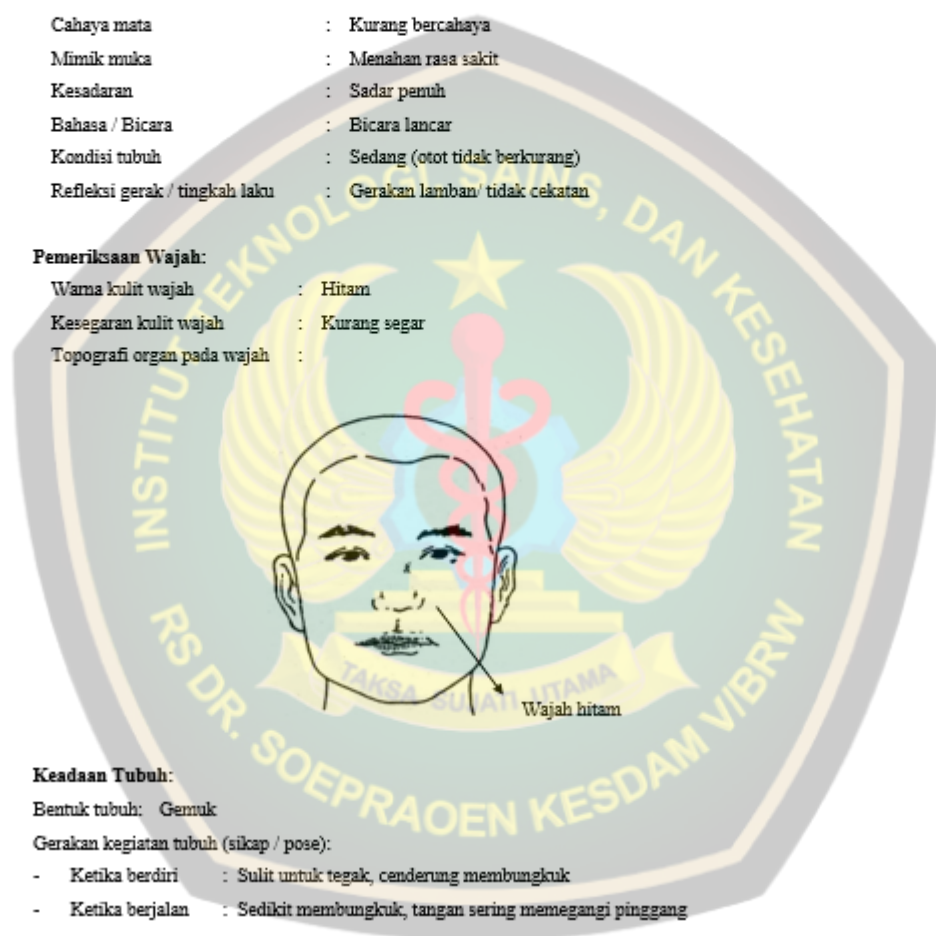 Cahaya mata : Kurang bercahaya
Mimik muka : Menahan rasa sakit
Kesadaran : Sadar penuh
Bahasa / Bicara : Bicara lancar
Kondisi tubuh : Sedang (otot tidak berkurang)
Refleksi gerak / tingkah laku : Gerakan lamban/ tidak cekatan
Pemeriksaan Wajah:
Warna kulit wajah : Hitam
Kesegaran kulit wajah : Kurang segar
Topografi organ pada wajah :
Wajah hitam
Keadaan Tubuh:
Bentuk tubuh: Gemuk
Gerakan kegiatan tubuh (sikap / pose):
- Ketika berdiri : Sulit untuk tegak, cenderung membungkuk
- Ketika berjalan : Sedikit membungkuk, tangan sering memegangi pinggang
INSTITUT TEKNOLOGI SAINS, DAN KESEHATAN
RS DR. SOEPRAOEN KESDAM V/BRW
TAKSA SUJATI UTAMA